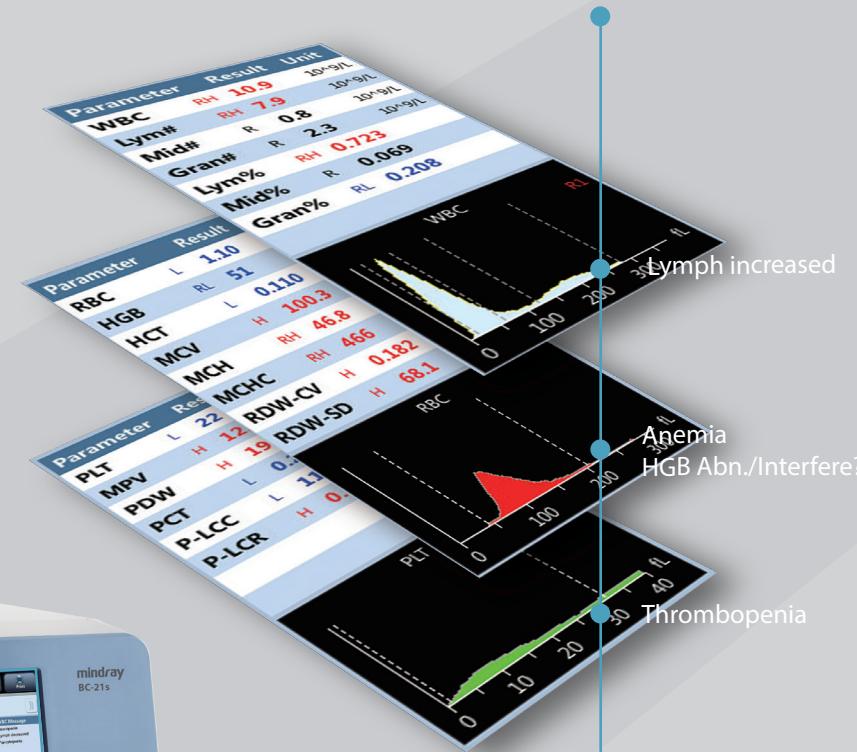 Parameter Result Unit
WBC RH 10.9 10^9/L
Lym# RH 7.9 10^9/L
Mid# R 0.8 10^9/L
Gran# R 2.3 10^9/L
Lym% RH 0.723
Mid% R 0.069
Gran% RL 0.208
WBC
R1
0 100 200 300 fL
Lymph increased
Parameter Result
RBC L 1.10
HGB RL 51
HCT L 0.110
MCV H 100.3
MCH RH 46.8
MCHC RH 466
RDW-CV H 0.182
RDW-SD H 68.1
RBC
0 100 200 300 fL
Anemia
HGB Abn./Interfere?
Parameter
PLT L 22
MPV H
PDW H
PCT L
P-LCC L
P-LCR H
PLT
0 10 20 30 40 fL
Thrombopenia
mindray
BC-21s
Print